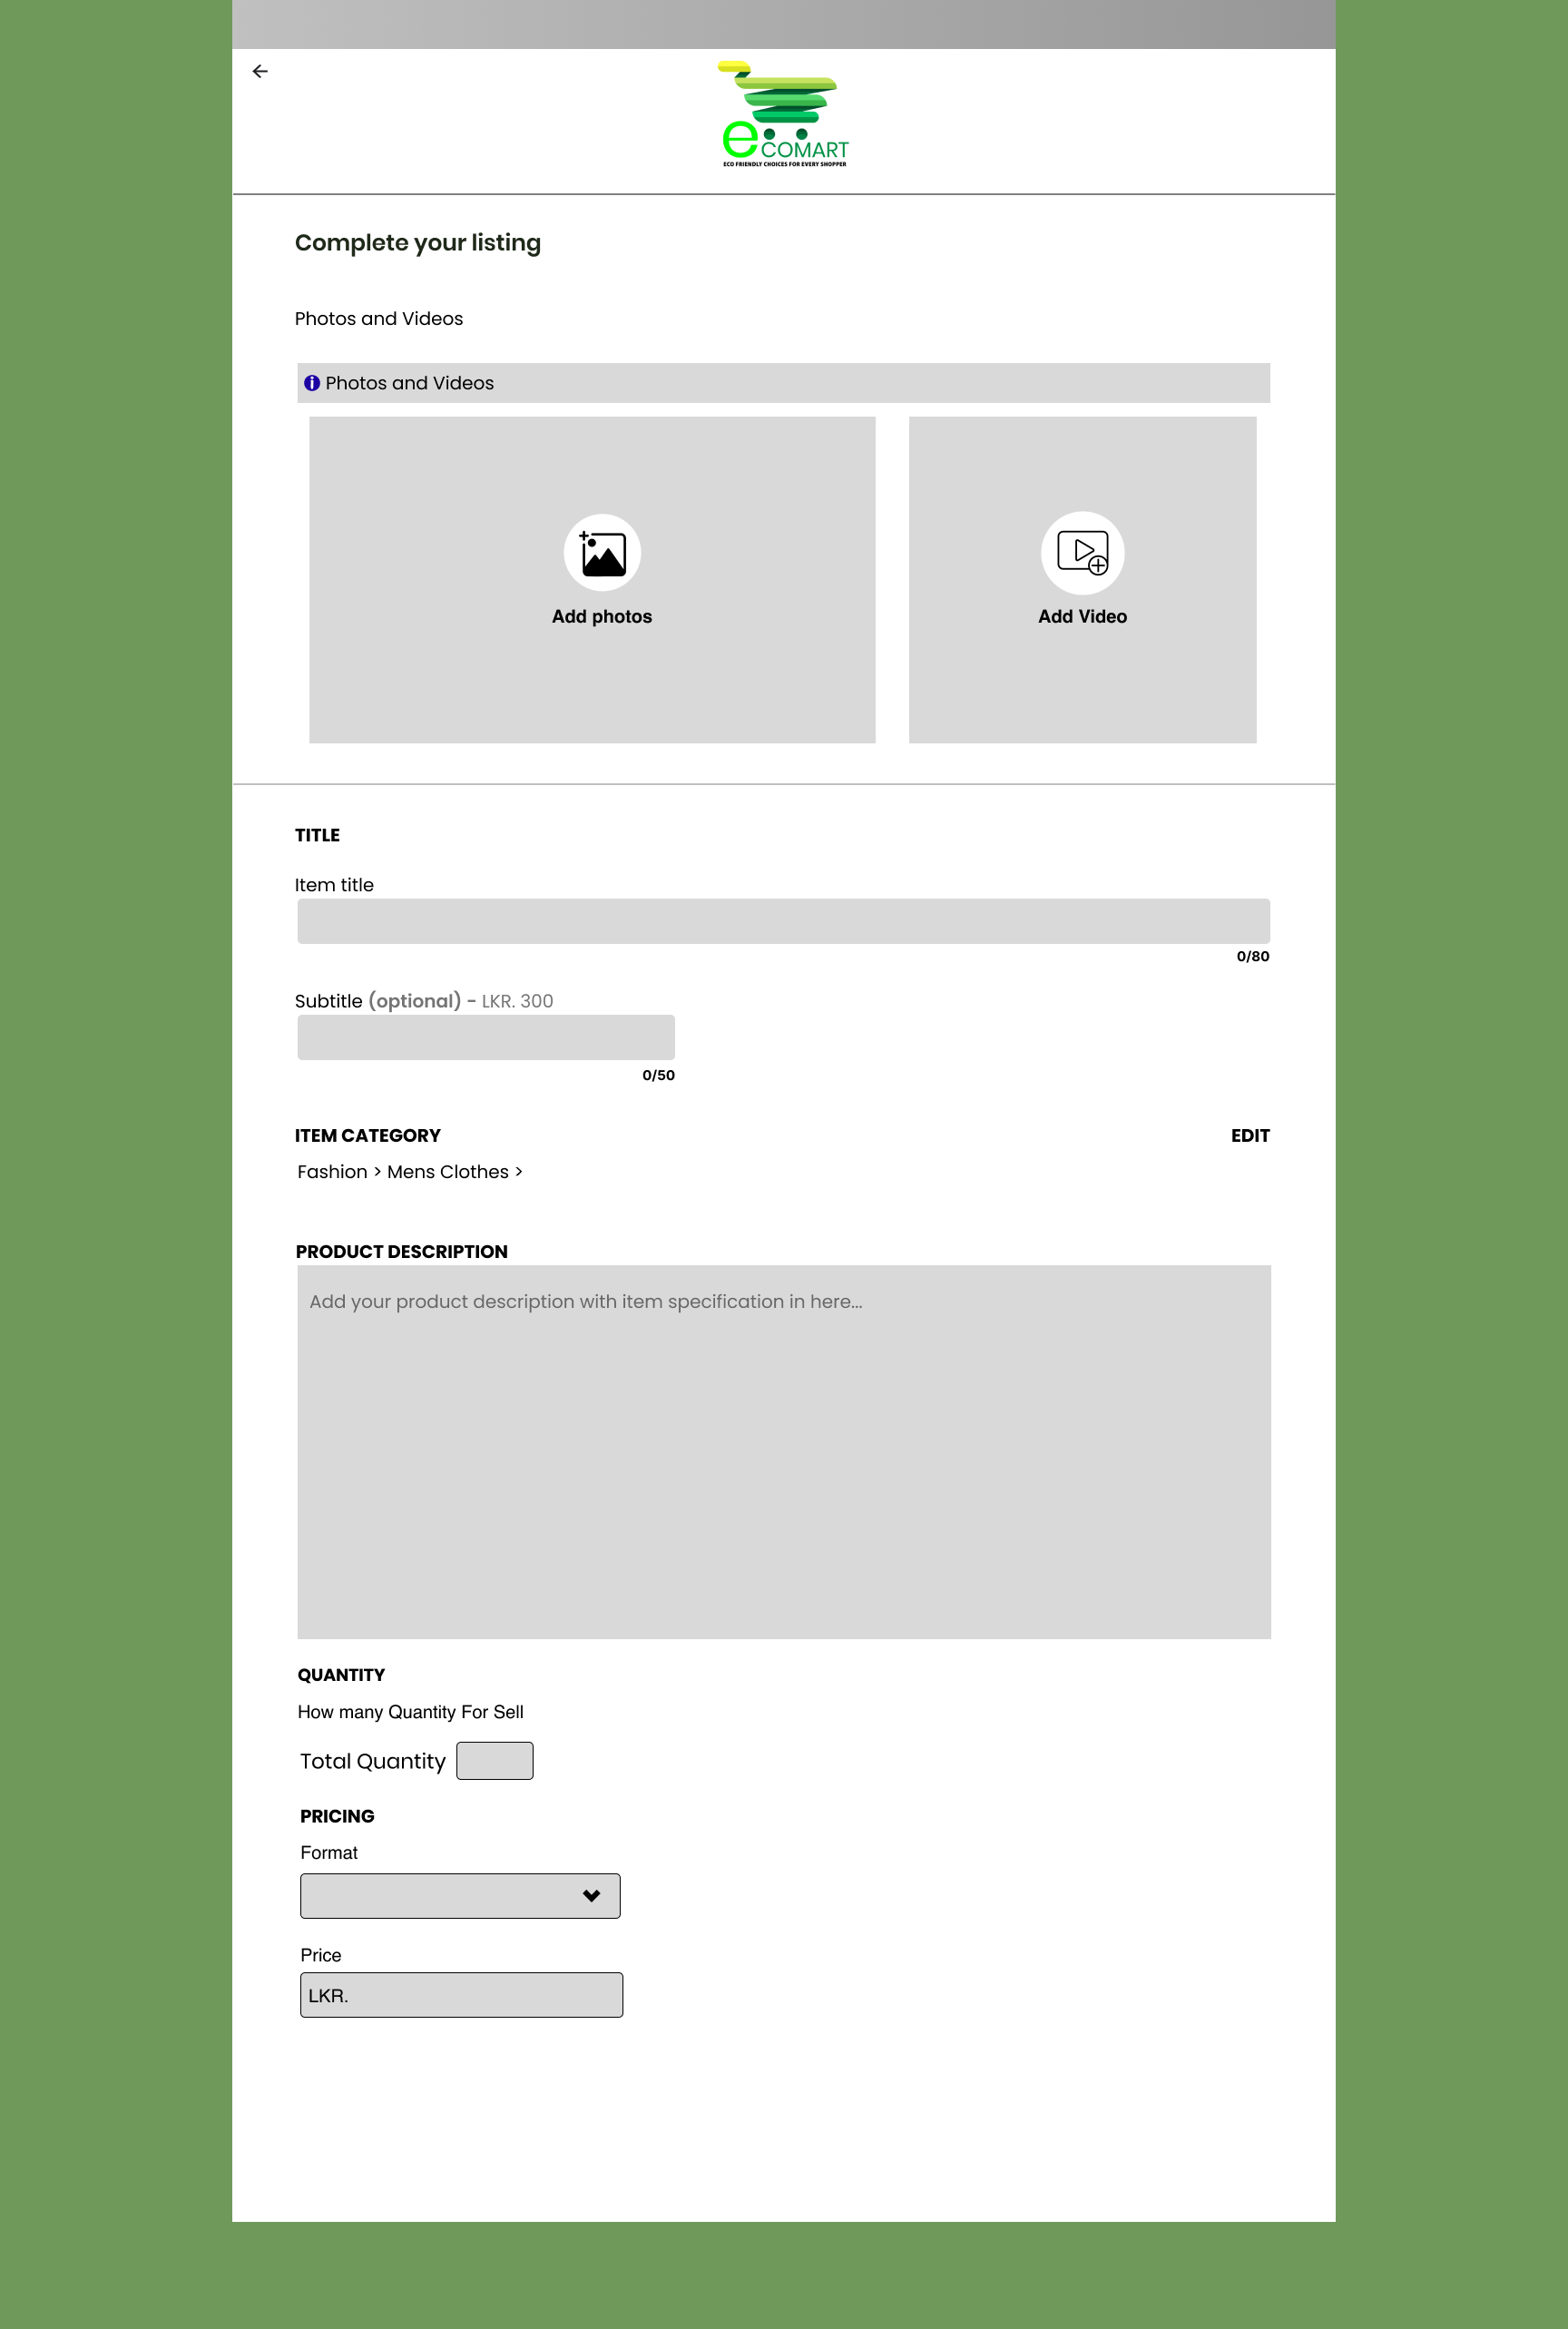 eCOMART
ECO FRIENDLY CHOICES FOR EVERY SHOPPER
Complete your listing
Photos and Videos
Photos and Videos
Add photos
Add Video
TITLE
Item title
0/80
Subtitle (optional) - LKR. 300
0/50
ITEM CATEGORY
EDIT
Fashion > Mens Clothes >
PRODUCT DESCRIPTION
Add your product description with item specification in here...
QUANTITY
How many Quantity For Sell
Total Quantity
PRICING
Format
Price
LKR.